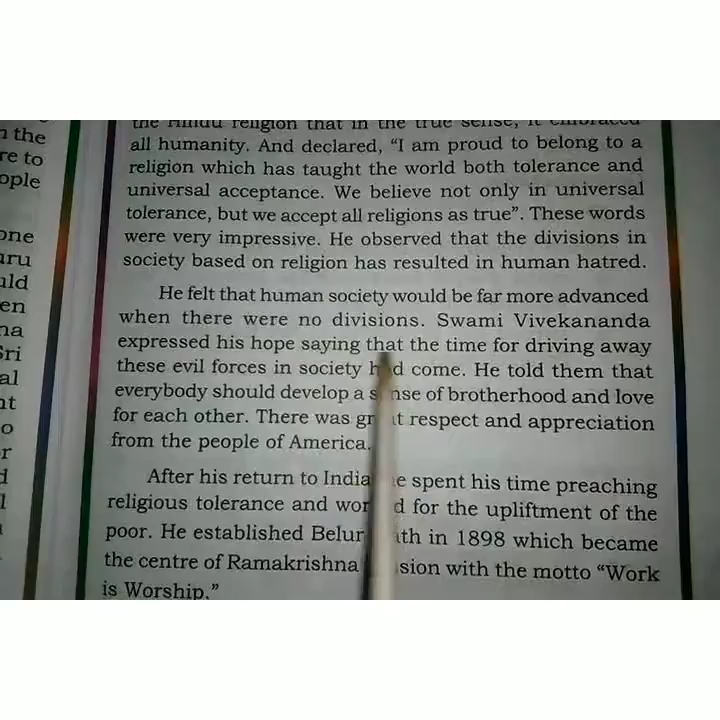 the
re to
ople
one
uru
uld
en
na
Sri
al
nt
o
r
d
l
the Hindu religion that in the true sense, it embraced
all humanity. And declared, “I am proud to belong to a
religion which has taught the world both tolerance and
universal acceptance. We believe not only in universal
tolerance, but we accept all religions as true”. These words
were very impressive. He observed that the divisions in
society based on religion has resulted in human hatred.
He felt that human society would be far more advanced
when there were no divisions. Swami Vivekananda
expressed his hope saying that the time for driving away
these evil forces in society had come. He told them that
everybody should develop a sense of brotherhood and love
for each other. There was great respect and appreciation
from the people of America.
After his return to India he spent his time preaching
religious tolerance and for the upliftment of the
poor. He established Belur in 1898 which became
the centre of Ramakrishna with the motto “Work
is Worship.”